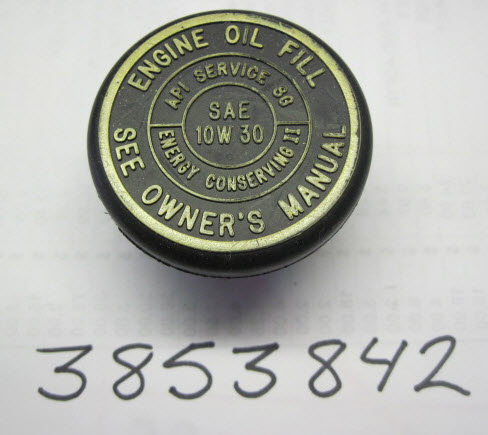 ENGINE OIL FILL
API SERVICE SG
SAE
10W 30
ENERGY CONSERVING II
SEE OWNER'S MANUAL
3853842